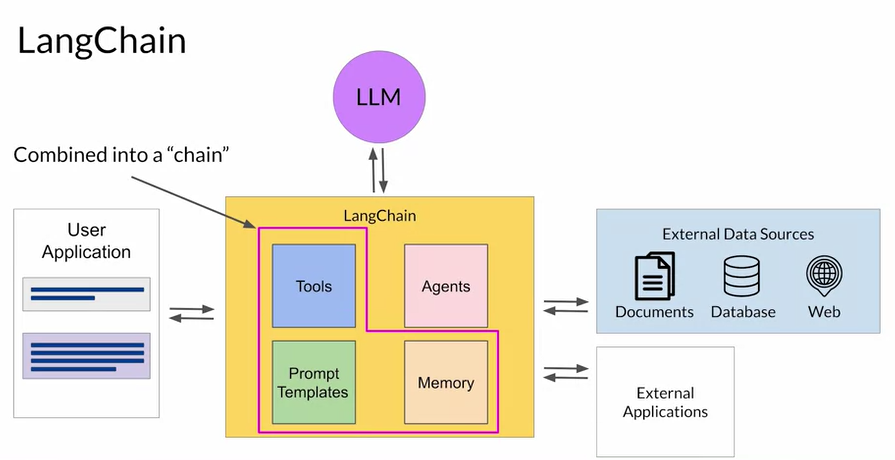 LangChain
LLM
Combined into a “chain”
User
Application
LangChain
Tools
Agents
Prompt
Templates
Memory
External Data Sources
Documents
Database
Web
External
Applications